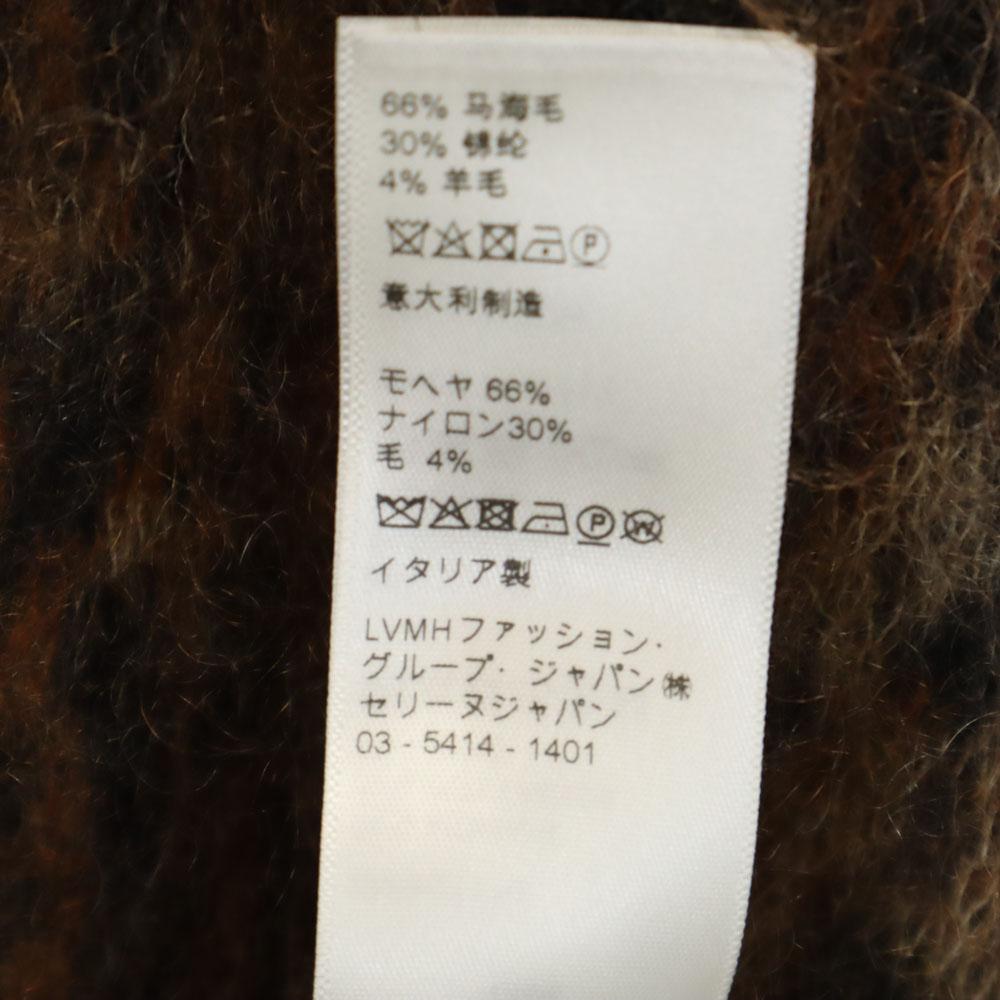 66% 马海毛
30% 锦纶
4% 羊毛
P
意大利制造
モヘヤ 66%
ナイロン30%
毛 4%
P W
イタリア製
LVMHファッション・
グループ・ジャパン㈱
セリーヌジャパン
03 - 5414 - 1401